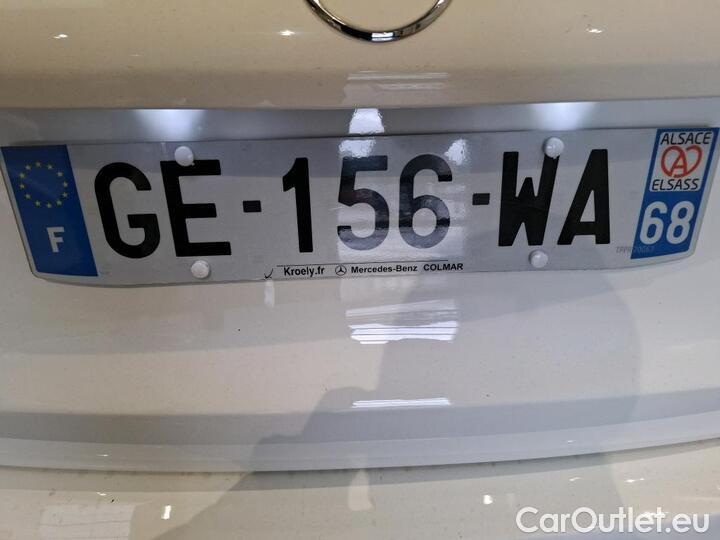 F
GE-156-WA
ALSACE
ELSASS
68
Kroely.fr Mercedes-Benz COLMAR
CarOutlet.eu